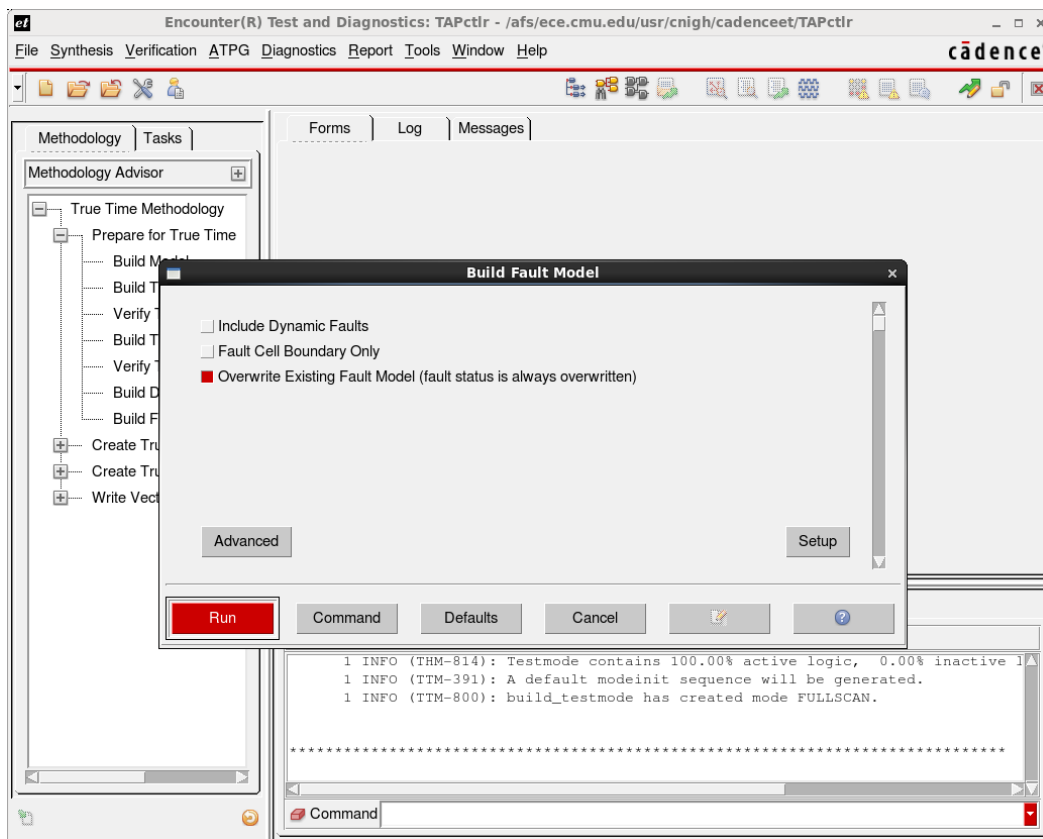 et Encounter(R) Test and Diagnostics: TAPctlr - /afs/ece.cmu.edu/usr/cnigh/cadenceet/TAPctlr
File Synthesis Verification ATPG Diagnostics Report Tools Window Help
cādence
Methodology Tasks
Forms Log Messages
Methodology Advisor
True Time Methodology
Prepare for True Time
Build Model
Build T
Verify T
Build T
Verify T
Build D
Build F
Create Tru
Create Tru
Write Vect
Build Fault Model
Include Dynamic Faults
Fault Cell Boundary Only
Overwrite Existing Fault Model (fault status is always overwritten)
Advanced Setup
Run Command Defaults Cancel ?
1 INFO (THM-814): Testmode contains 100.00% active logic, 0.00% inactive l
1 INFO (TTM-391): A default modeinit sequence will be generated.
1 INFO (TTM-800): build_testmode has created mode FULLSCAN.
******************************************************************************
Command